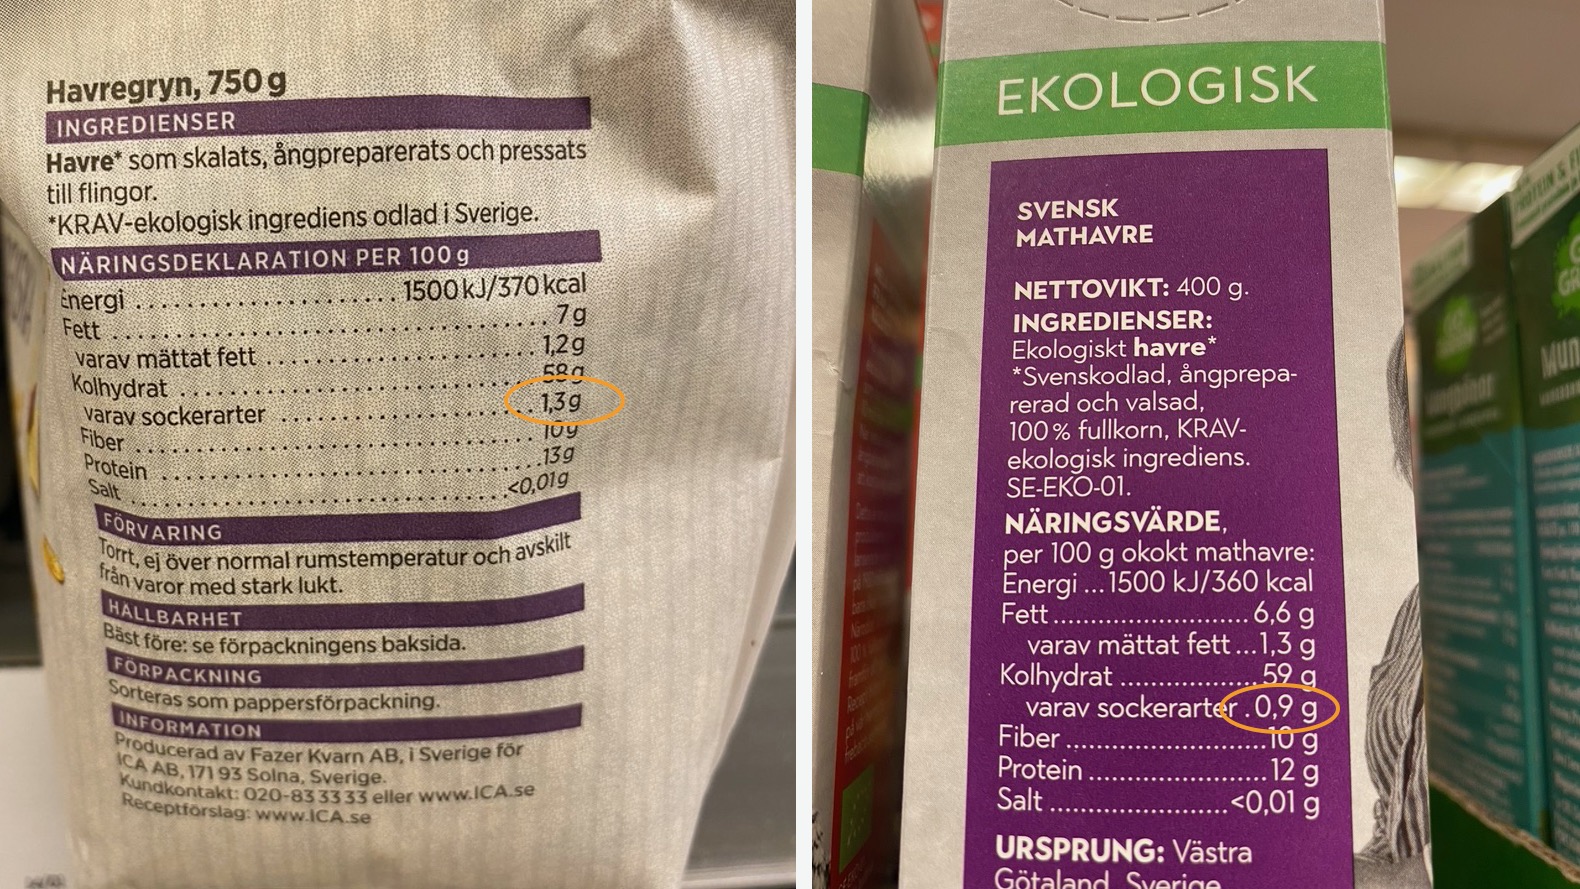 Havregryn, 750 g
INGREDIENSER
Havre* som skalats, ångpreparerats och pressats
till flingor.
*KRAV-ekologisk ingrediens odlad i Sverige.
NÄRINGSDEKLARATION PER 100 g
Energi ........................ 1500 kJ/370 kcal
Fett ........................ 7 g
varav mättat fett ........................ 1,2 g
Kolhydrat ........................ 58 g
varav sockerarter ........................ 1,3 g
Fiber ........................ 10 g
Protein ........................ 13 g
Salt ........................ <0,01 g
FÖRVARING
Torrt, ej över normal rumstemperatur och avskilt
från varor med stark lukt.
HÅLLBARHET
Bäst före: se förpackningens baksida.
FÖRPACKNING
Sorteras som pappersförpackning.
INFORMATION
Producerad av Fazer Kvarn AB, i Sverige för
ICA AB, 171 93 Solna, Sverige.
Kundkontakt: 020-83 33 33 eller www.ICA.se
Receptförslag: www.ICA.se
EKOLOGISK
SVENSK
MATHAVRE
NETTOVIKT: 400 g.
INGREDIENSER:
Ekologiskt havre*
*Svenskodlad, ångprepa-
rerad och valsad,
100 % fullkorn, KRAV-
ekologisk ingrediens.
SE-EKO-01.
NÄRINGSVÄRDE,
per 100 g okokt mathavre:
Energi ... 1500 kJ/360 kcal
Fett ........................ 6,6 g
varav mättat fett ... 1,3 g
Kolhydrat .................. 59 g
varav sockerarter . 0,9 g
Fiber ........................ 10 g
Protein ...................... 12 g
Salt ........................ <0,01 g
URSPRUNG: Västra
Götaland, Sverige